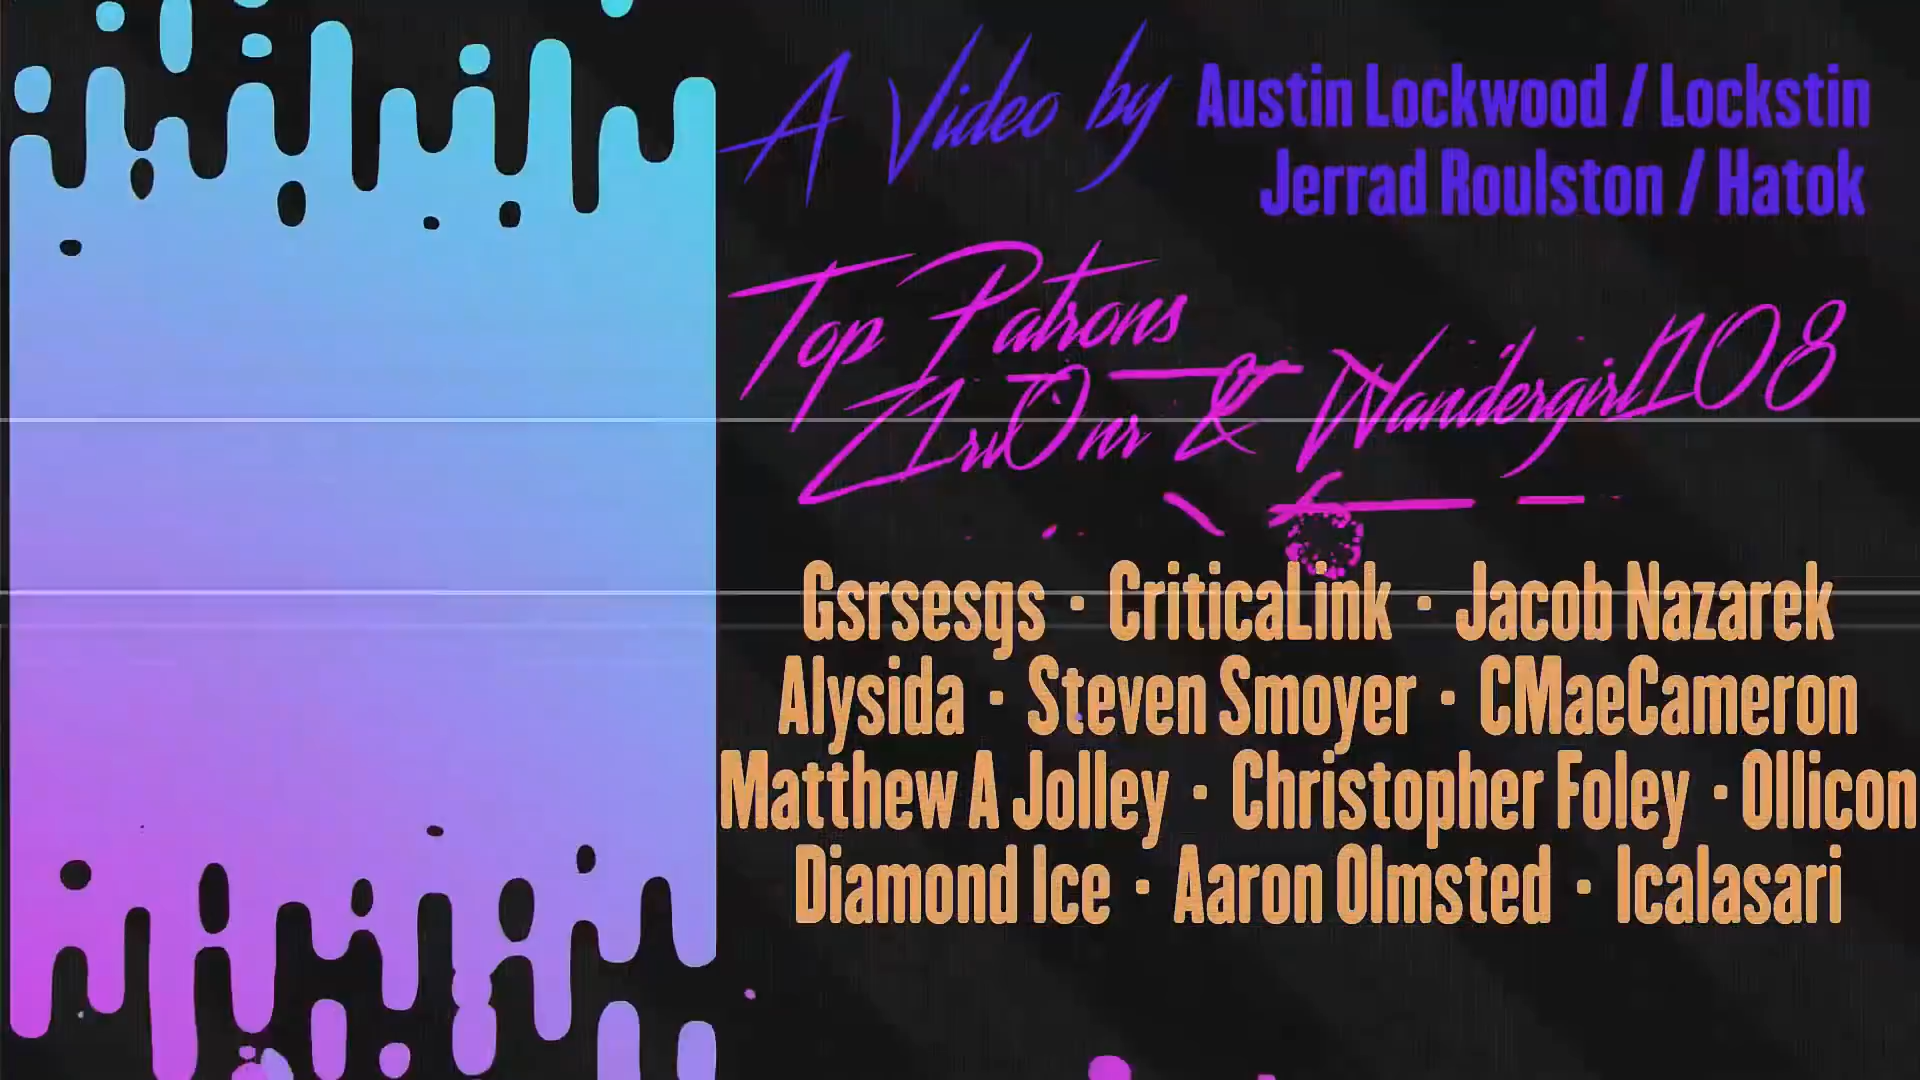 A Video by Austin Lockwood / Lockstin
Jerrad Roulston / Hatok
Top Patrons
& Wandergirl108
Gsrsesgs · CriticaLink · Jacob Nazarek
Alysida · Steven Smoyer · CMaeCameron
Matthew A Jolley · Christopher Foley · Ollicon
Diamond Ice · Aaron Olmsted · Icalasari